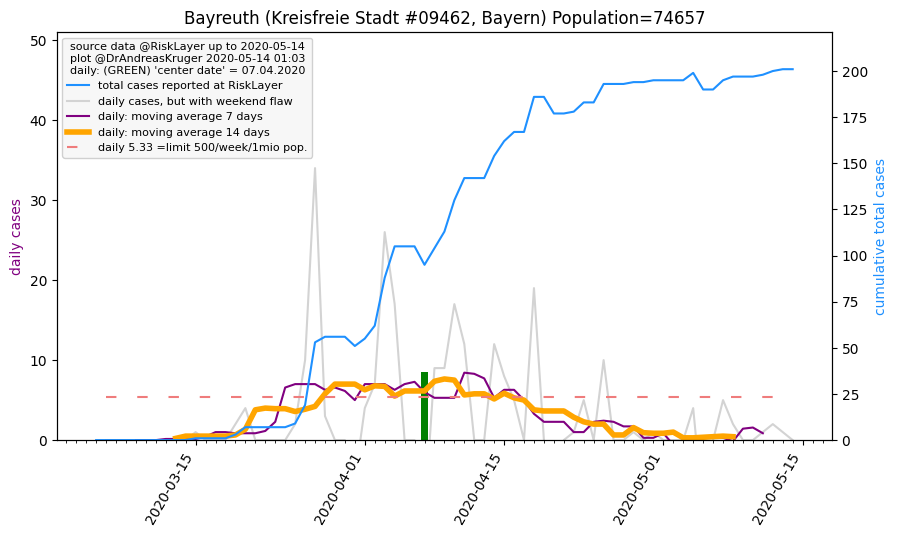 Bayreuth (Kreisfreie Stadt #09462, Bayern) Population=74657
source data @RiskLayer up to 2020-05-14
plot @DrAndreasKruger 2020-05-14 01:03
daily: (GREEN) 'center date' = 07.04.2020
total cases reported at RiskLayer
daily cases, but with weekend flaw
daily: moving average 7 days
daily: moving average 14 days
daily 5.33 =limit 500/week/1mio pop.
daily cases
50
40
30
20
10
0
200
175
150
125
100
75
50
25
0
cumulative total cases
2020-03-15
2020-04-01
2020-04-15
2020-05-01
2020-05-15